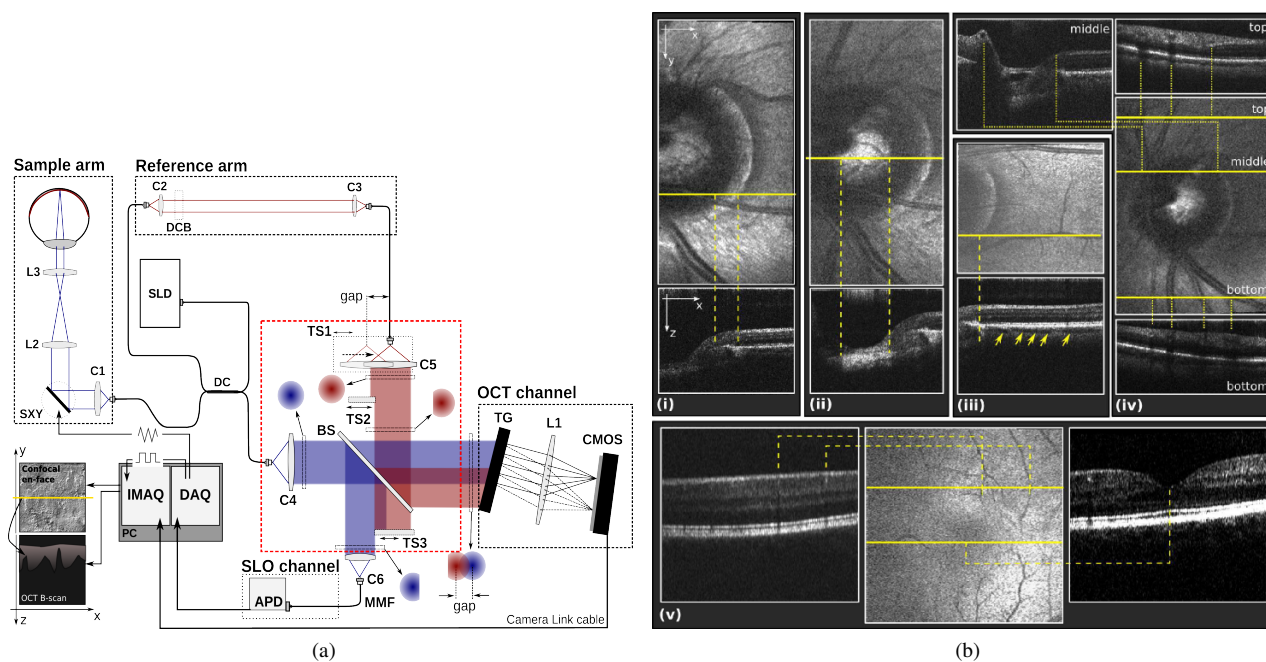 Sample arm
Reference arm
C2
C3
DCB
L3
SLD
gap
TS1
L2
C5
C1
DC
OCT channel
TS2
TG
L1
SXY
BS
CMOS
y
Confocal
en-face
IMAQ
DAQ
C4
PC
TS3
SLO channel
C6
APD
MMF
gap
OCT B-scan
x
z
Camera Link cable
(a)
x
y
x
z
(i)
(ii)
middle
(iii)
top
top
middle
bottom
bottom
(iv)
(v)
(b)